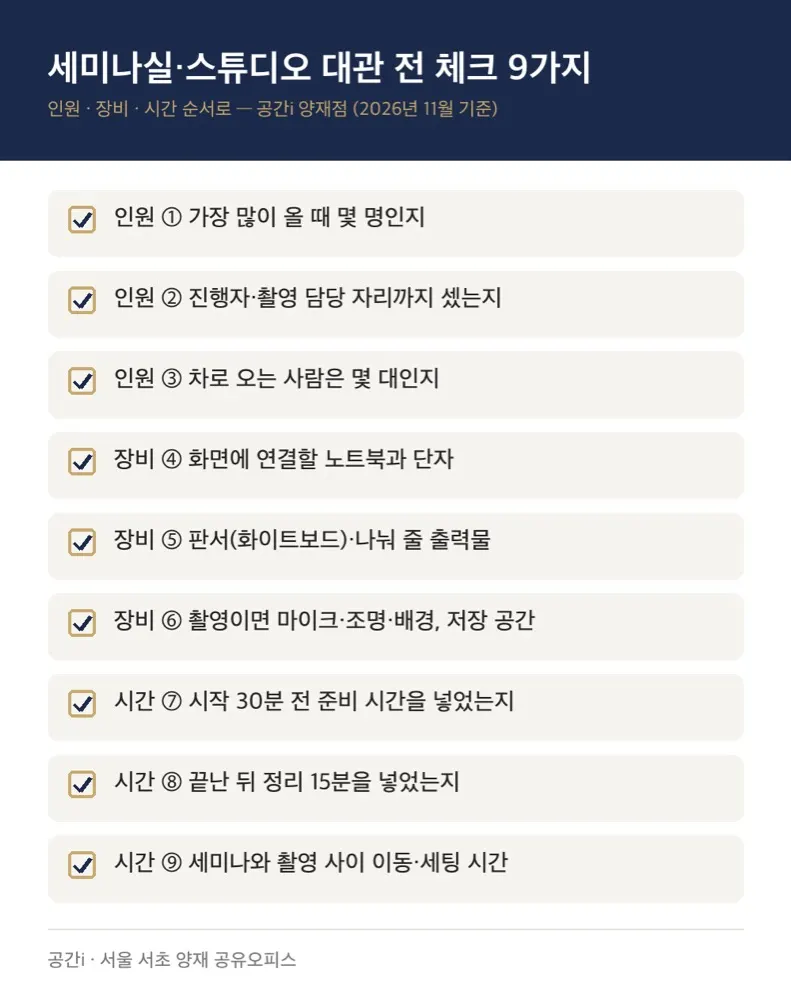 세미나실·스튜디오 대관 전 체크 9가지
인원 · 장비 · 시간 순서로 — 공간i 양재점 (2026년 11월 기준)
인원 ① 가장 많이 올 때 몇 명인지
인원 ② 진행자·촬영 담당 자리까지 셌는지
인원 ③ 차로 오는 사람은 몇 대인지
장비 ④ 화면에 연결할 노트북과 단자
장비 ⑤ 판서(화이트보드)·나눠 줄 출력물
장비 ⑥ 촬영이면 마이크·조명·배경, 저장 공간
시간 ⑦ 시작 30분 전 준비 시간을 넣었는지
시간 ⑧ 끝난 뒤 정리 15분을 넣었는지
시간 ⑨ 세미나와 촬영 사이 이동·세팅 시간
공간i · 서울 서초 양재 공유오피스